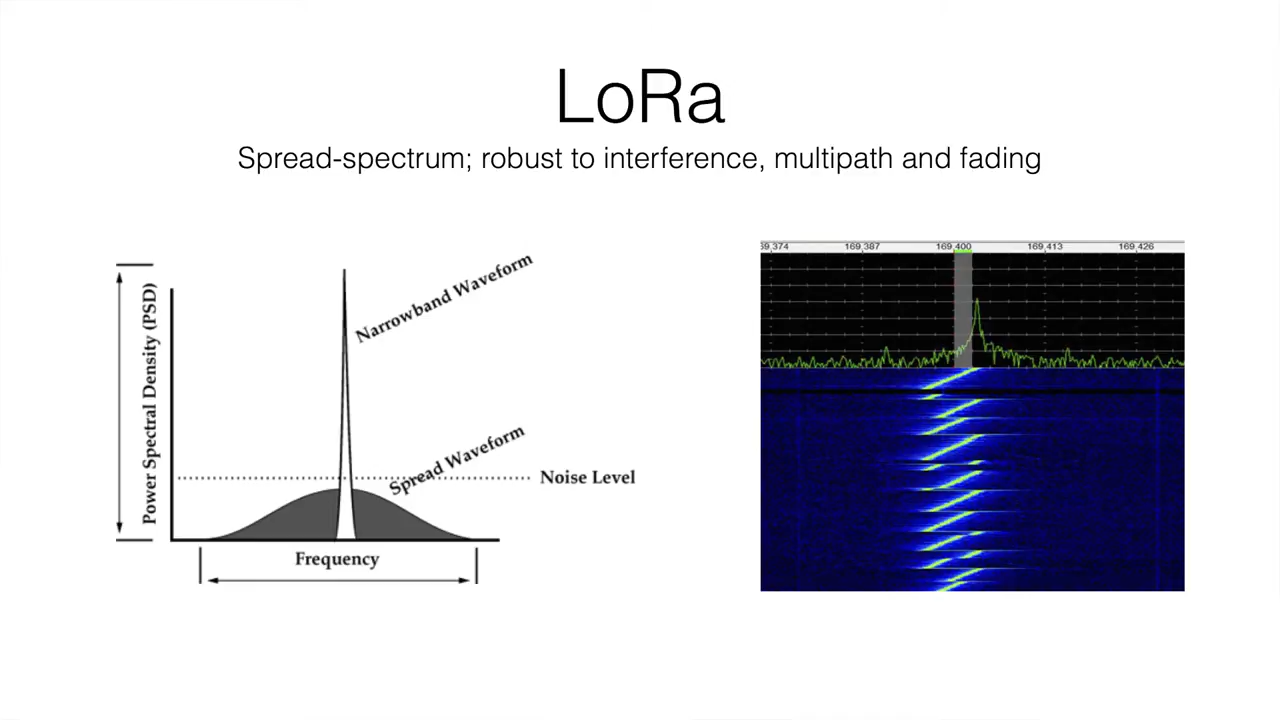 LoRa
Spread-spectrum; robust to interference, multipath and fading
Power Spectral Density (PSD)
Narrowband Waveform
Spread Waveform
Noise Level
Frequency
69,374 169,387 169,400 169,413 169,426